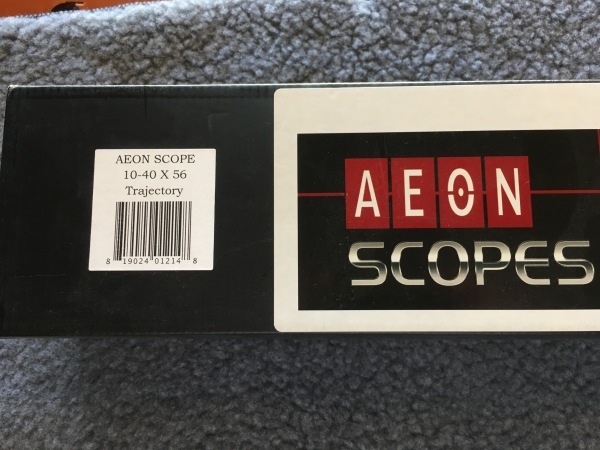 AEON SCOPE
10-40 X 56
Trajectory
8 19024 01214 8
AEON
SCOPES